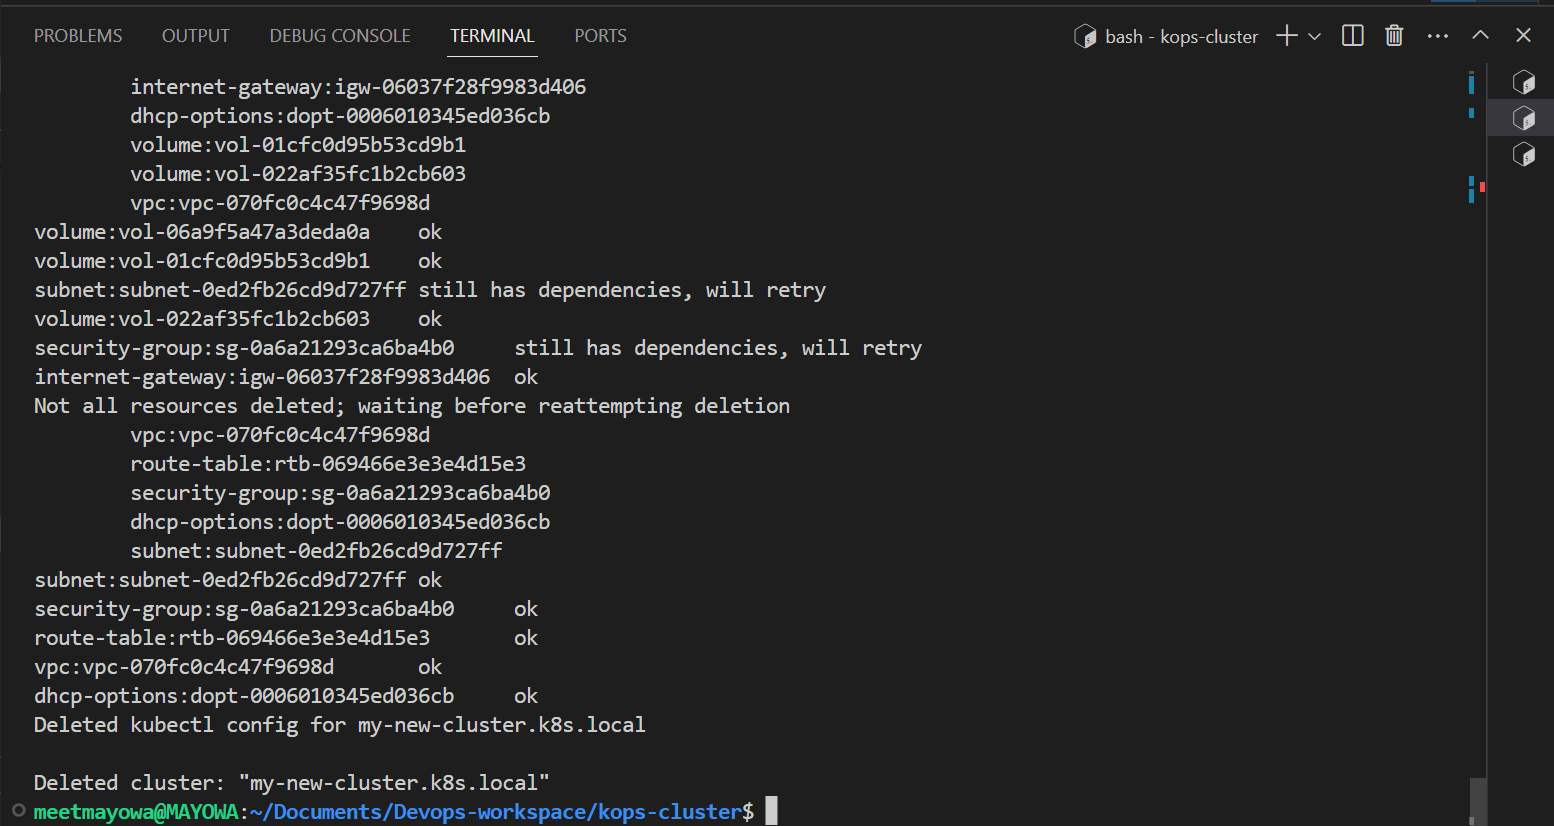 PROBLEMS OUTPUT DEBUG CONSOLE TERMINAL PORTS bash - kops-cluster
internet-gateway:igw-06037f28f9983d406
dhcp-options:dopt-0006010345ed036cb
volume:vol-01cfc0d95b53cd9b1
volume:vol-022af35fc1b2cb603
vpc:vpc-070fc0c4c47f9698d
volume:vol-06a9f5a47a3deda0a ok
volume:vol-01cfc0d95b53cd9b1 ok
subnet:subnet-0ed2fb26cd9d727ff still has dependencies, will retry
volume:vol-022af35fc1b2cb603 ok
security-group:sg-0a6a21293ca6ba4b0 still has dependencies, will retry
internet-gateway:igw-06037f28f9983d406 ok
Not all resources deleted; waiting before reattempting deletion
vpc:vpc-070fc0c4c47f9698d
route-table:rtb-069466e3e3e4d15e3
security-group:sg-0a6a21293ca6ba4b0
dhcp-options:dopt-0006010345ed036cb
subnet:subnet-0ed2fb26cd9d727ff
subnet:subnet-0ed2fb26cd9d727ff ok
security-group:sg-0a6a21293ca6ba4b0 ok
route-table:rtb-069466e3e3e4d15e3 ok
vpc:vpc-070fc0c4c47f9698d ok
dhcp-options:dopt-0006010345ed036cb ok
Deleted kubectl config for my-new-cluster.k8s.local
Deleted cluster: "my-new-cluster.k8s.local"
meetmayowa@MAYOWA:~/Documents/Devops-workspace/kops-cluster$